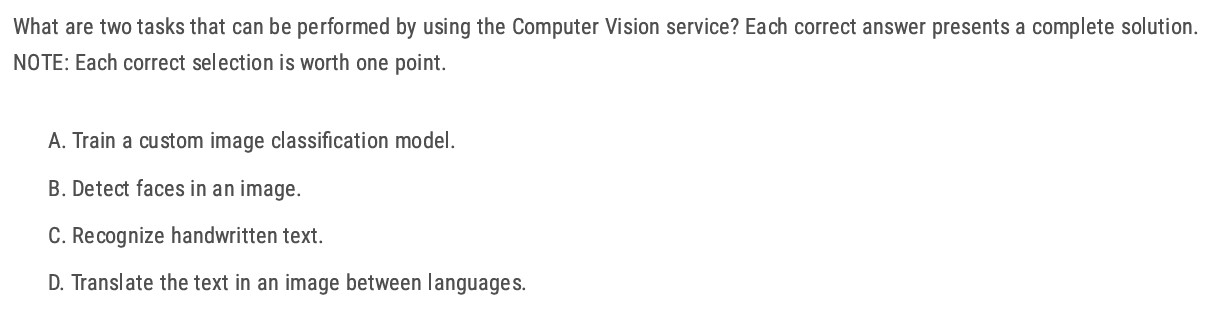 What are two tasks that can be performed by using the Computer Vision service? Each correct answer presents a complete solution.
NOTE: Each correct selection is worth one point.
A. Train a custom image classification model.
B. Detect faces in an image.
C. Recognize handwritten text.
D. Translate the text in an image between languages.